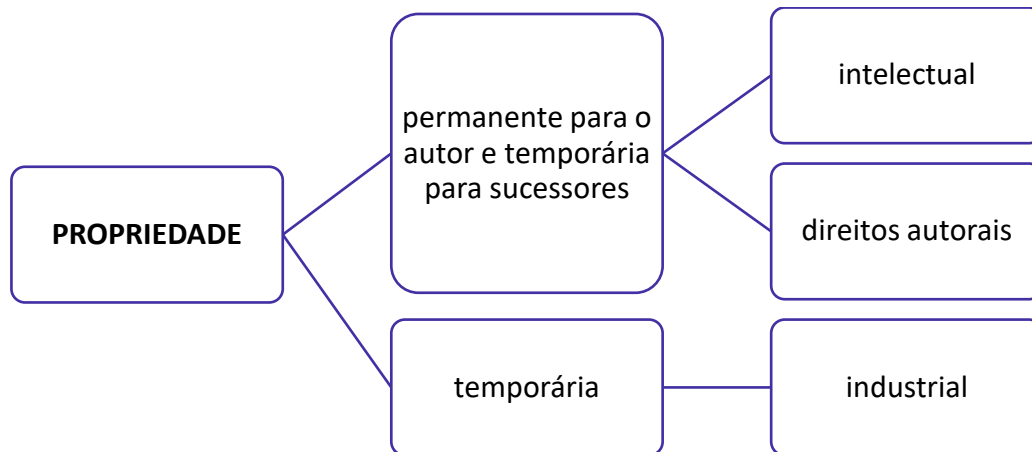 PROPRIEDADE
permanente para o
autor e temporária
para sucessores
intelectual
direitos autorais
temporária
industrial